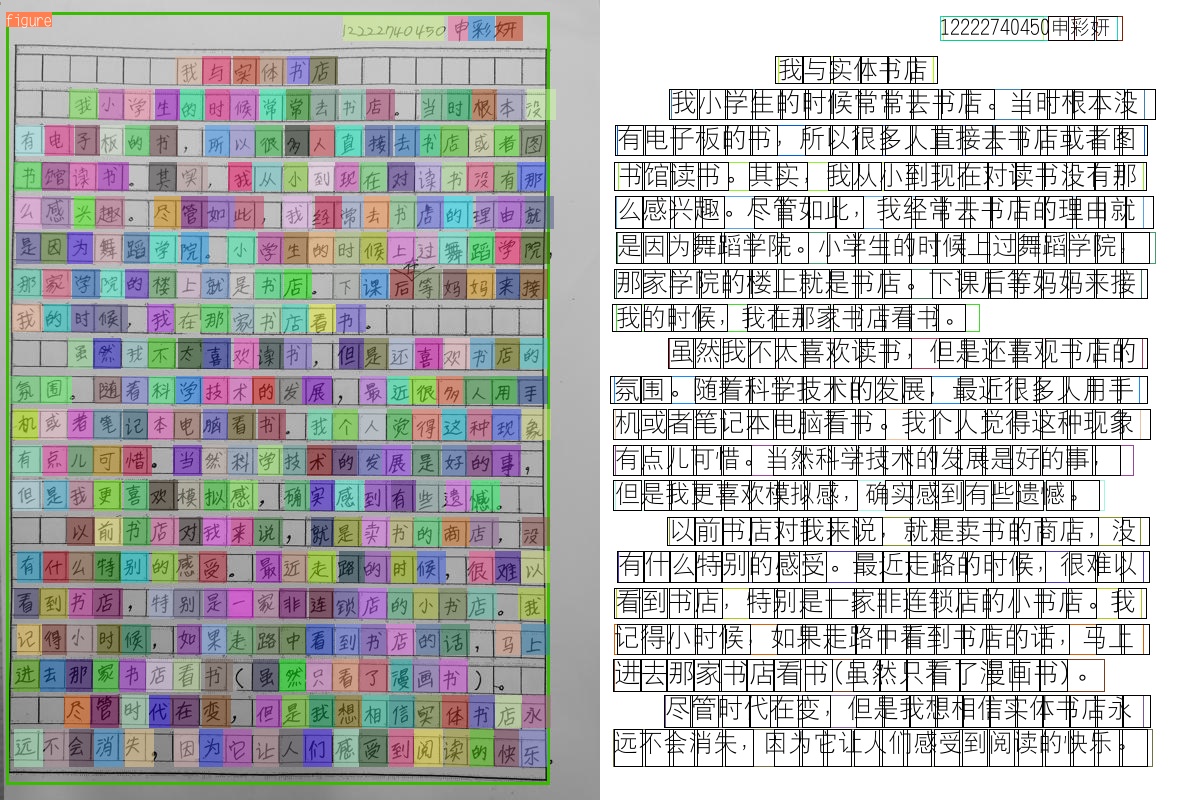 figure
12222740450 申彩妍
我与实体书店
我小学生的时候常常去书店。当时根本没
有电子板的书，所以很多人直接去书店或者图
书馆读书。其实，我从小到现在对读书没有那
么感兴趣。尽管如此，我经常去书店的理由就
是因为舞蹈学院。小学生的时候上过舞蹈学院，
那家学院的楼上就是书店。下课后在等妈妈来接
我的时候，我在那家书店看书。
虽然我不太喜欢读书，但是还喜欢书店的
氛围。随着科学技术的发展，最近很多人用手
机或者笔记本电脑看书。我个人觉得这种现象
有点儿可惜。当然科学技术的发展是好的事，
但是我更喜欢模拟感，确实感到有些遗憾。
以前书店对我来说，就是卖书的商店，没
有什么特别的感受。最近走路的时候，很难以
看到书店，特别是一家非连锁店的小书店。我
记得小时候，如果走路中看到书店的话，马上
进去那家书店看书(虽然只看了漫画书)。
尽管时代在变，但是我想相信实体书店永
远不会消失，因为它让人们感受到阅读的快乐，
12222740450申彩妍
我与实体书店
我小学生的时候常常去书店。当时根本没
有电子板的书，所以很多人直接去书店或者图
书馆读书。其实，我从小到现在对读书没有那
么感兴趣。尽管如此，我经常去书店的理由就
是因为舞蹈学院。小学生的时候上过舞蹈学院，
那家学院的楼上就是书店。下课后等妈妈来接
我的时候，我在那家书店看书。
虽然我不太喜欢读书，但是还喜观书店的
氛围。随着科学技术的发展，最近很多人用手
机或者笔记本电脑看书。我个人觉得这种现象
有点儿可惜。当然科学技术的发展是好的事，
但是我更喜欢模拟感，确实感到有些遗憾。
以前书店对我来说，就是卖书的商店，没
有什么特别的感受。最近走路的时候，很难以
看到书店，特别是一家非连锁店的小书店。我
记得小时候，如果走路中看到书店的话，马上
进去那家书店看书(虽然只看了漫画书)。
尽管时代在变，但是我想相信实体书店永
远不会消失，因为它让人们感受到阅读的快乐。